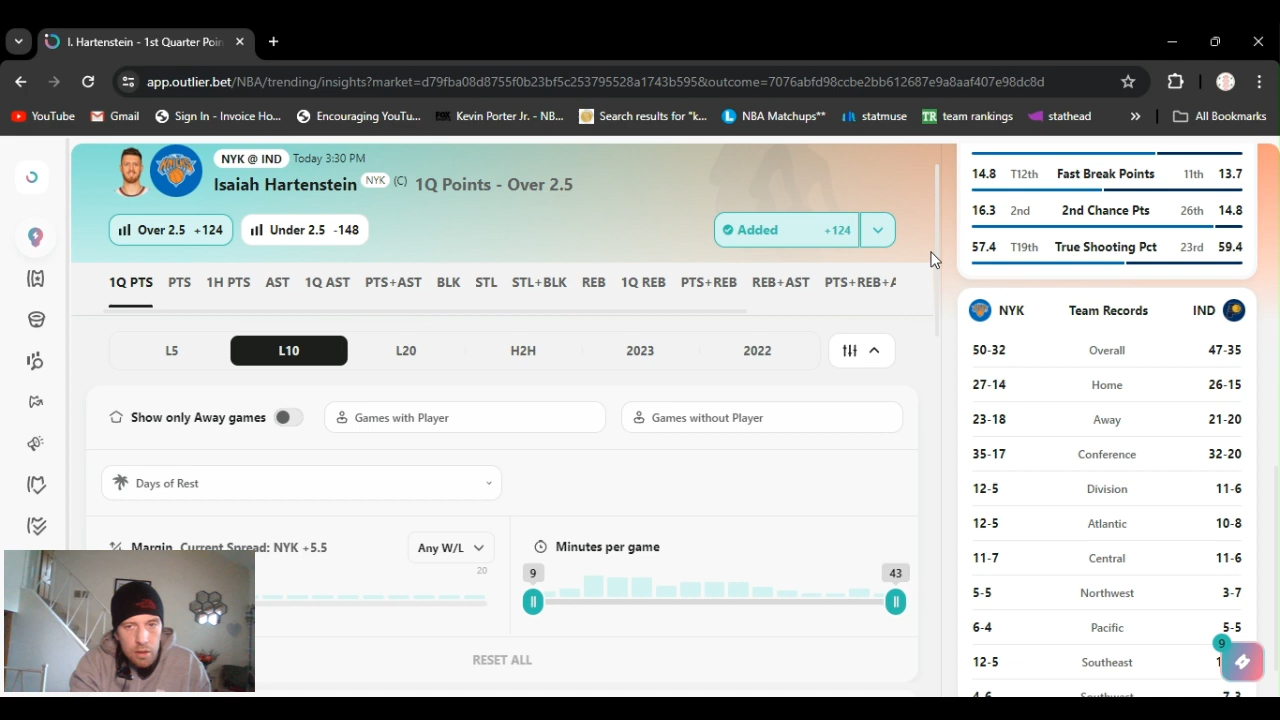 I. Hartenstein - 1st Quarter Poin
app.outlier.bet/NBA/trending/insights?market=d79fba08d8755f0b23bf5c253795528a1743b595&outcome=7076abfd98ccbe2bb612687e9a8aaf407e98dc8d
YouTube Gmail Sign In - Invoice Ho... Encouraging YouTu... FOX Kevin Porter Jr. - NB... Search results for "k... L NBA Matchups** statmuse TR team rankings stathead » All Bookmarks
NYK @ IND Today 3:30 PM
Isaiah Hartenstein NYK (C) 1Q Points - Over 2.5
Over 2.5 +124 Under 2.5 -148 Added +124
1Q PTS PTS 1H PTS AST 1Q AST PTS+AST BLK STL STL+BLK REB 1Q REB PTS+REB REB+AST PTS+REB+A
L5 L10 L20 H2H 2023 2022
Show only Away games Games with Player Games without Player
Days of Rest
Margin Current Spread: NYK +5.5 Any W/L
20
Minutes per game
9 43
RESET ALL
14.8 T12th Fast Break Points 11th 13.7
16.3 2nd 2nd Chance Pts 26th 14.8
57.4 T19th True Shooting Pct 23rd 59.4
NYK Team Records IND
50-32 Overall 47-35
27-14 Home 26-15
23-18 Away 21-20
35-17 Conference 32-20
12-5 Division 11-6
12-5 Atlantic 10-8
11-7 Central 11-6
5-5 Northwest 3-7
6-4 Pacific 5-5
9
12-5 Southeast 1
4-6 Southwest 7-3